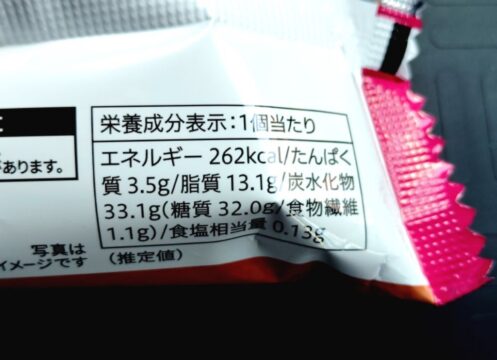 栄養成分表示：1個当たり
エネルギー 262kcal/たんぱく
質 3.5g/脂質 13.1g/炭水化物
33.1g(糖質 32.0g/食物繊維
1.1g)/食塩相当量 0.13g
(推定値)
があります。
写真は
イメージです